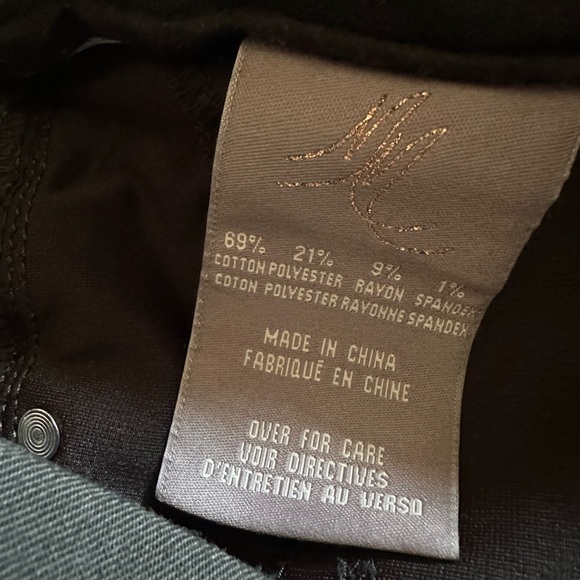 69% 21% 9% 1%
COTTON POLYESTER RAYON SPANDEX
COTON POLYESTER RAYONNE SPANDEX
MADE IN CHINA
FABRIQUÉ EN CHINE
OVER FOR CARE
VOIR DIRECTIVES
D'ENTRETIEN AU VERSO